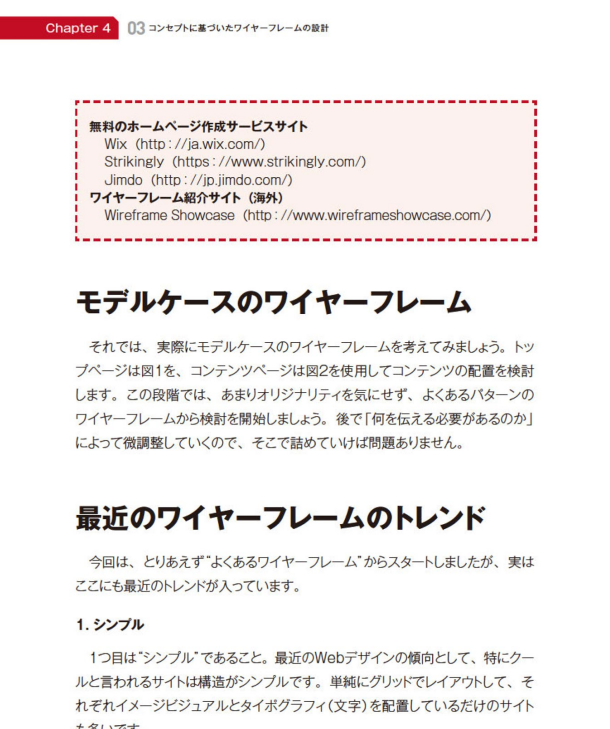 Chapter 4 03 コンセプトに基づいたワイヤーフレームの設計
無料のホームページ作成サービスサイト
Wix（http://ja.wix.com/）
Strikingly（https://www.strikingly.com/）
Jimdo（http://jp.jimdo.com/）
ワイヤーフレーム紹介サイト（海外）
Wireframe Showcase（http://www.wireframeshowcase.com/）
モデルケースのワイヤーフレーム
それでは、実際にモデルケースのワイヤーフレームを考えてみましょう。トッ
プページは図1を、コンテンツページは図2を使用してコンテンツの配置を検討
します。この段階では、あまりオリジナリティを気にせず、よくあるパターンの
ワイヤーフレームから検討を開始しましょう。後で「何を伝える必要があるのか」
によって微調整していくので、そこで詰めていけば問題ありません。
最近のワイヤーフレームのトレンド
今回は、とりあえず“よくあるワイヤーフレーム”からスタートしましたが、実は
ここにも最近のトレンドが入っています。
1. シンプル
1つ目は“シンプル”であること。最近のWebデザインの傾向として、特にクー
ルと言われるサイトは構造がシンプルです。単純にグリッドでレイアウトして、そ
れぞれイメージビジュアルとタイポグラフィ（文字）を配置しているだけのサイト
も多いです。